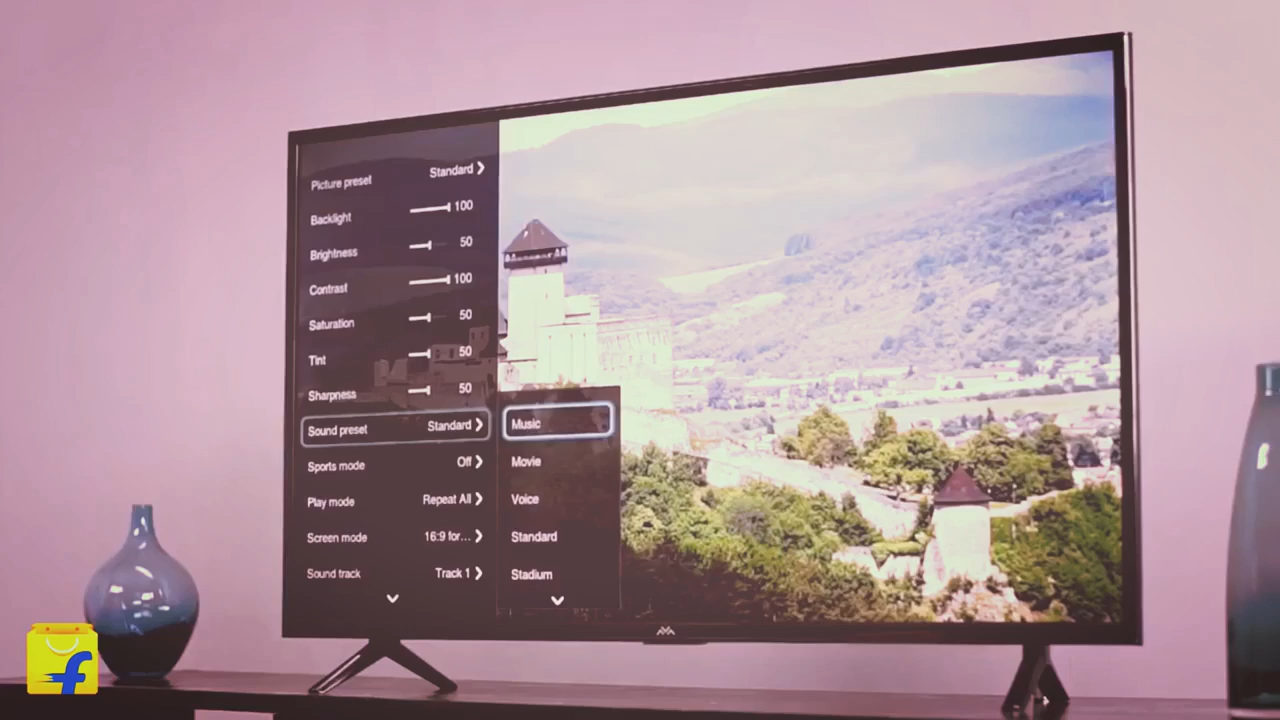 Picture preset Standard
Backlight 100
Brightness 50
Contrast 100
Saturation 50
Tint 50
Sharpness 50
Sound preset Standard
Sports mode Off
Play mode Repeat All
Screen mode 16:9 for...
Sound track Track 1
Music
Movie
Voice
Standard
Stadium
f